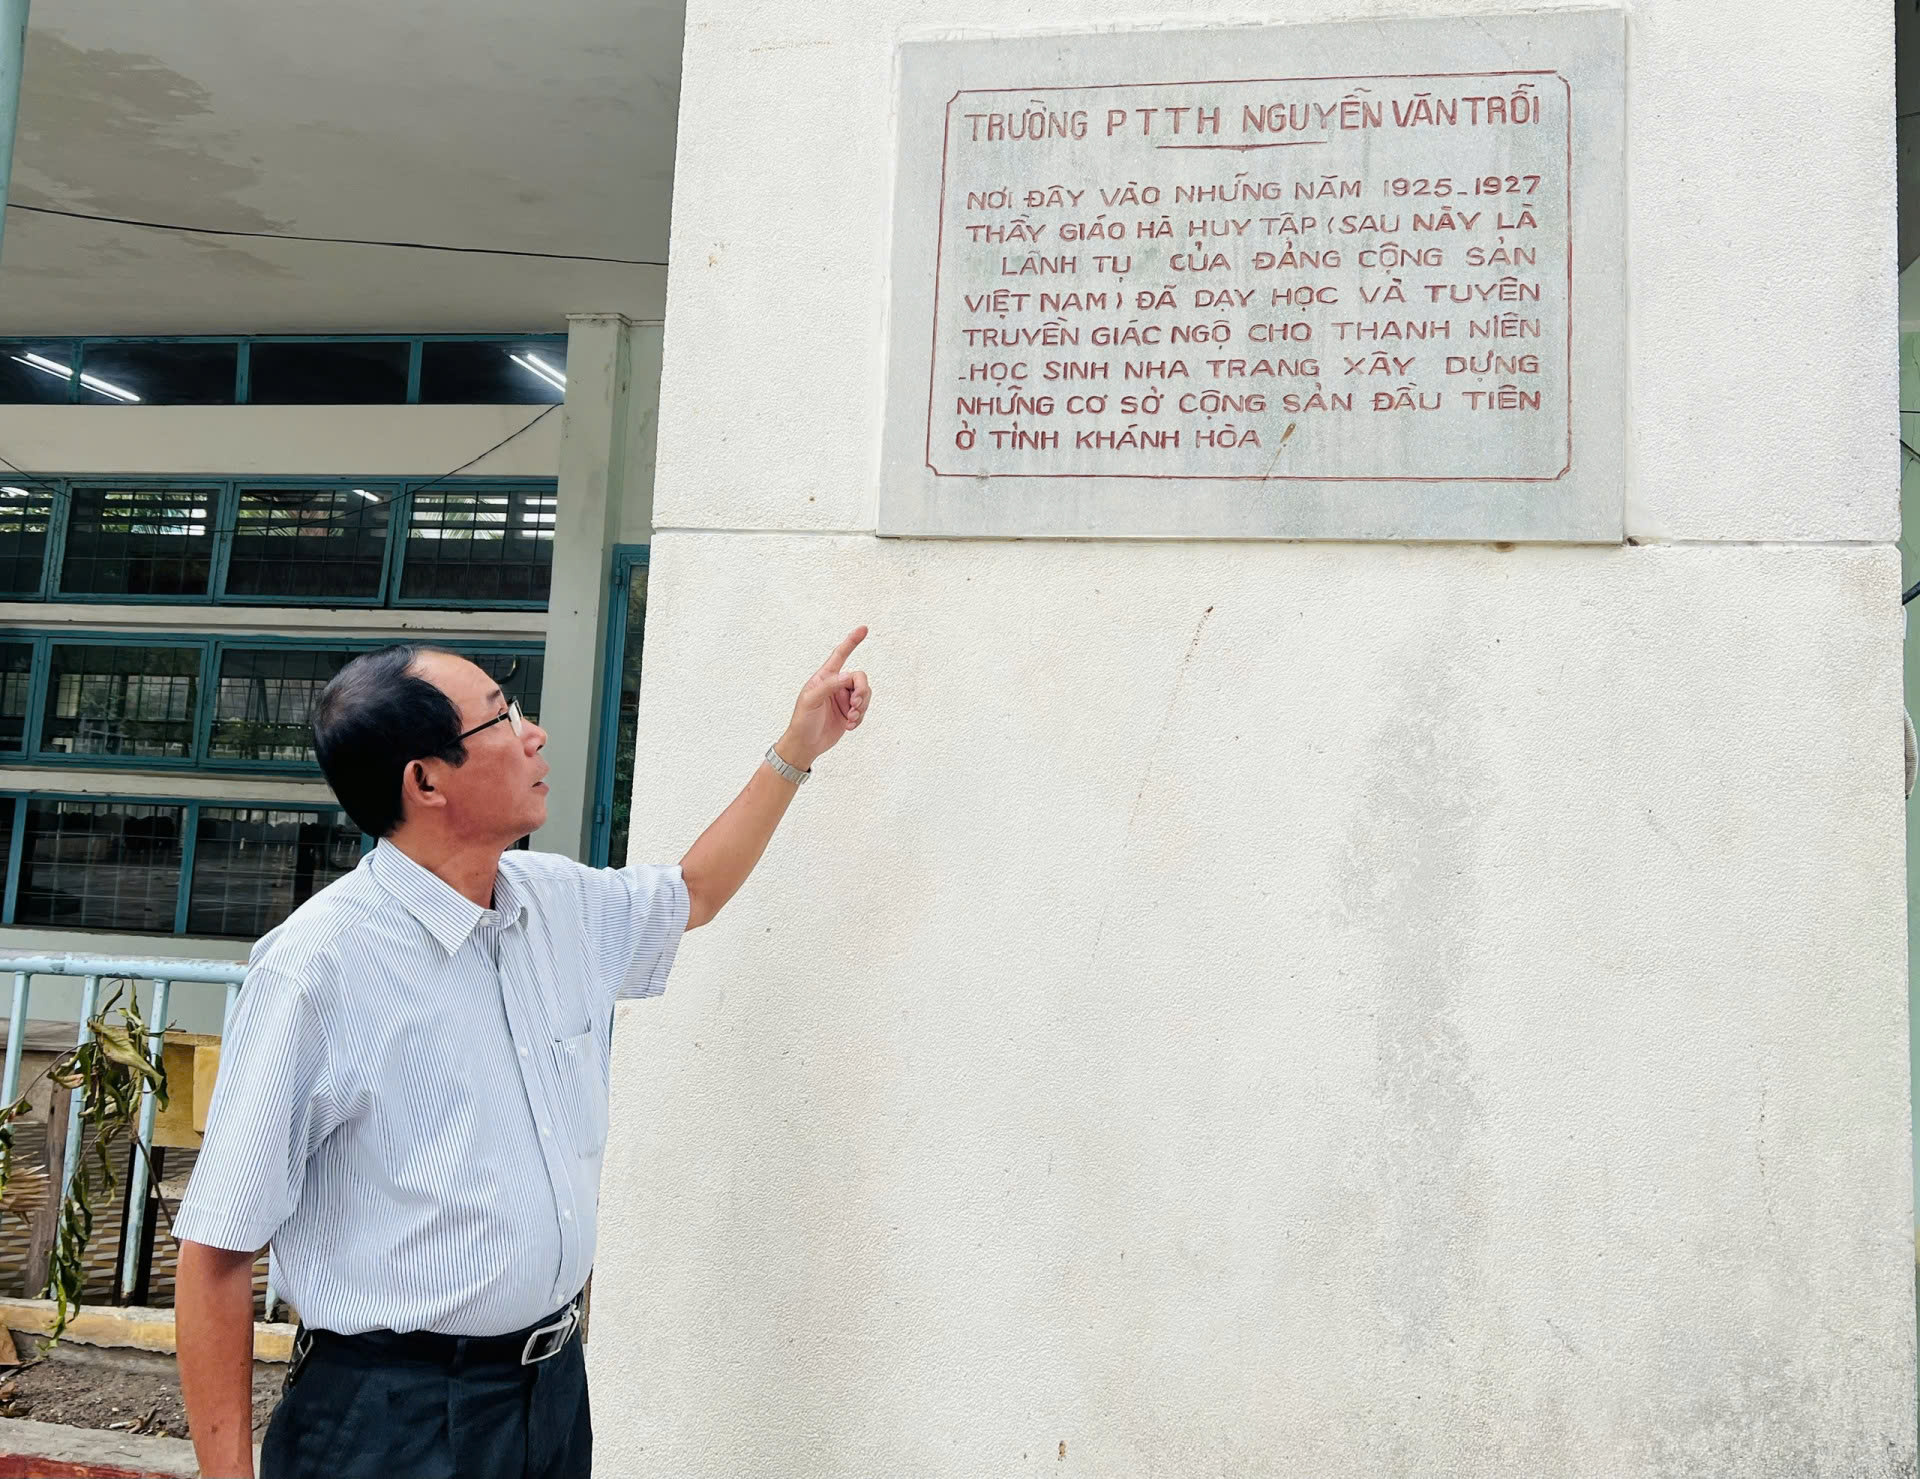 TRƯỜNG PTTH NGUYỄN VĂN TRỖI
NƠI ĐÂY VÀO NHỮNG NĂM 1925-1927
THẦY GIÁO HÀ HUY TẬP (SAU NÀY LÀ
LÃNH TỤ CỦA ĐẢNG CỘNG SẢN
VIỆT NAM) ĐÃ DẠY HỌC VÀ TUYÊN
TRUYỀN GIÁC NGỘ CHO THANH NIÊN
-HỌC SINH NHA TRANG XÂY DỰNG
NHỮNG CƠ SỞ CỘNG SẢN ĐẦU TIÊN
Ở TỈNH KHÁNH HÒA !